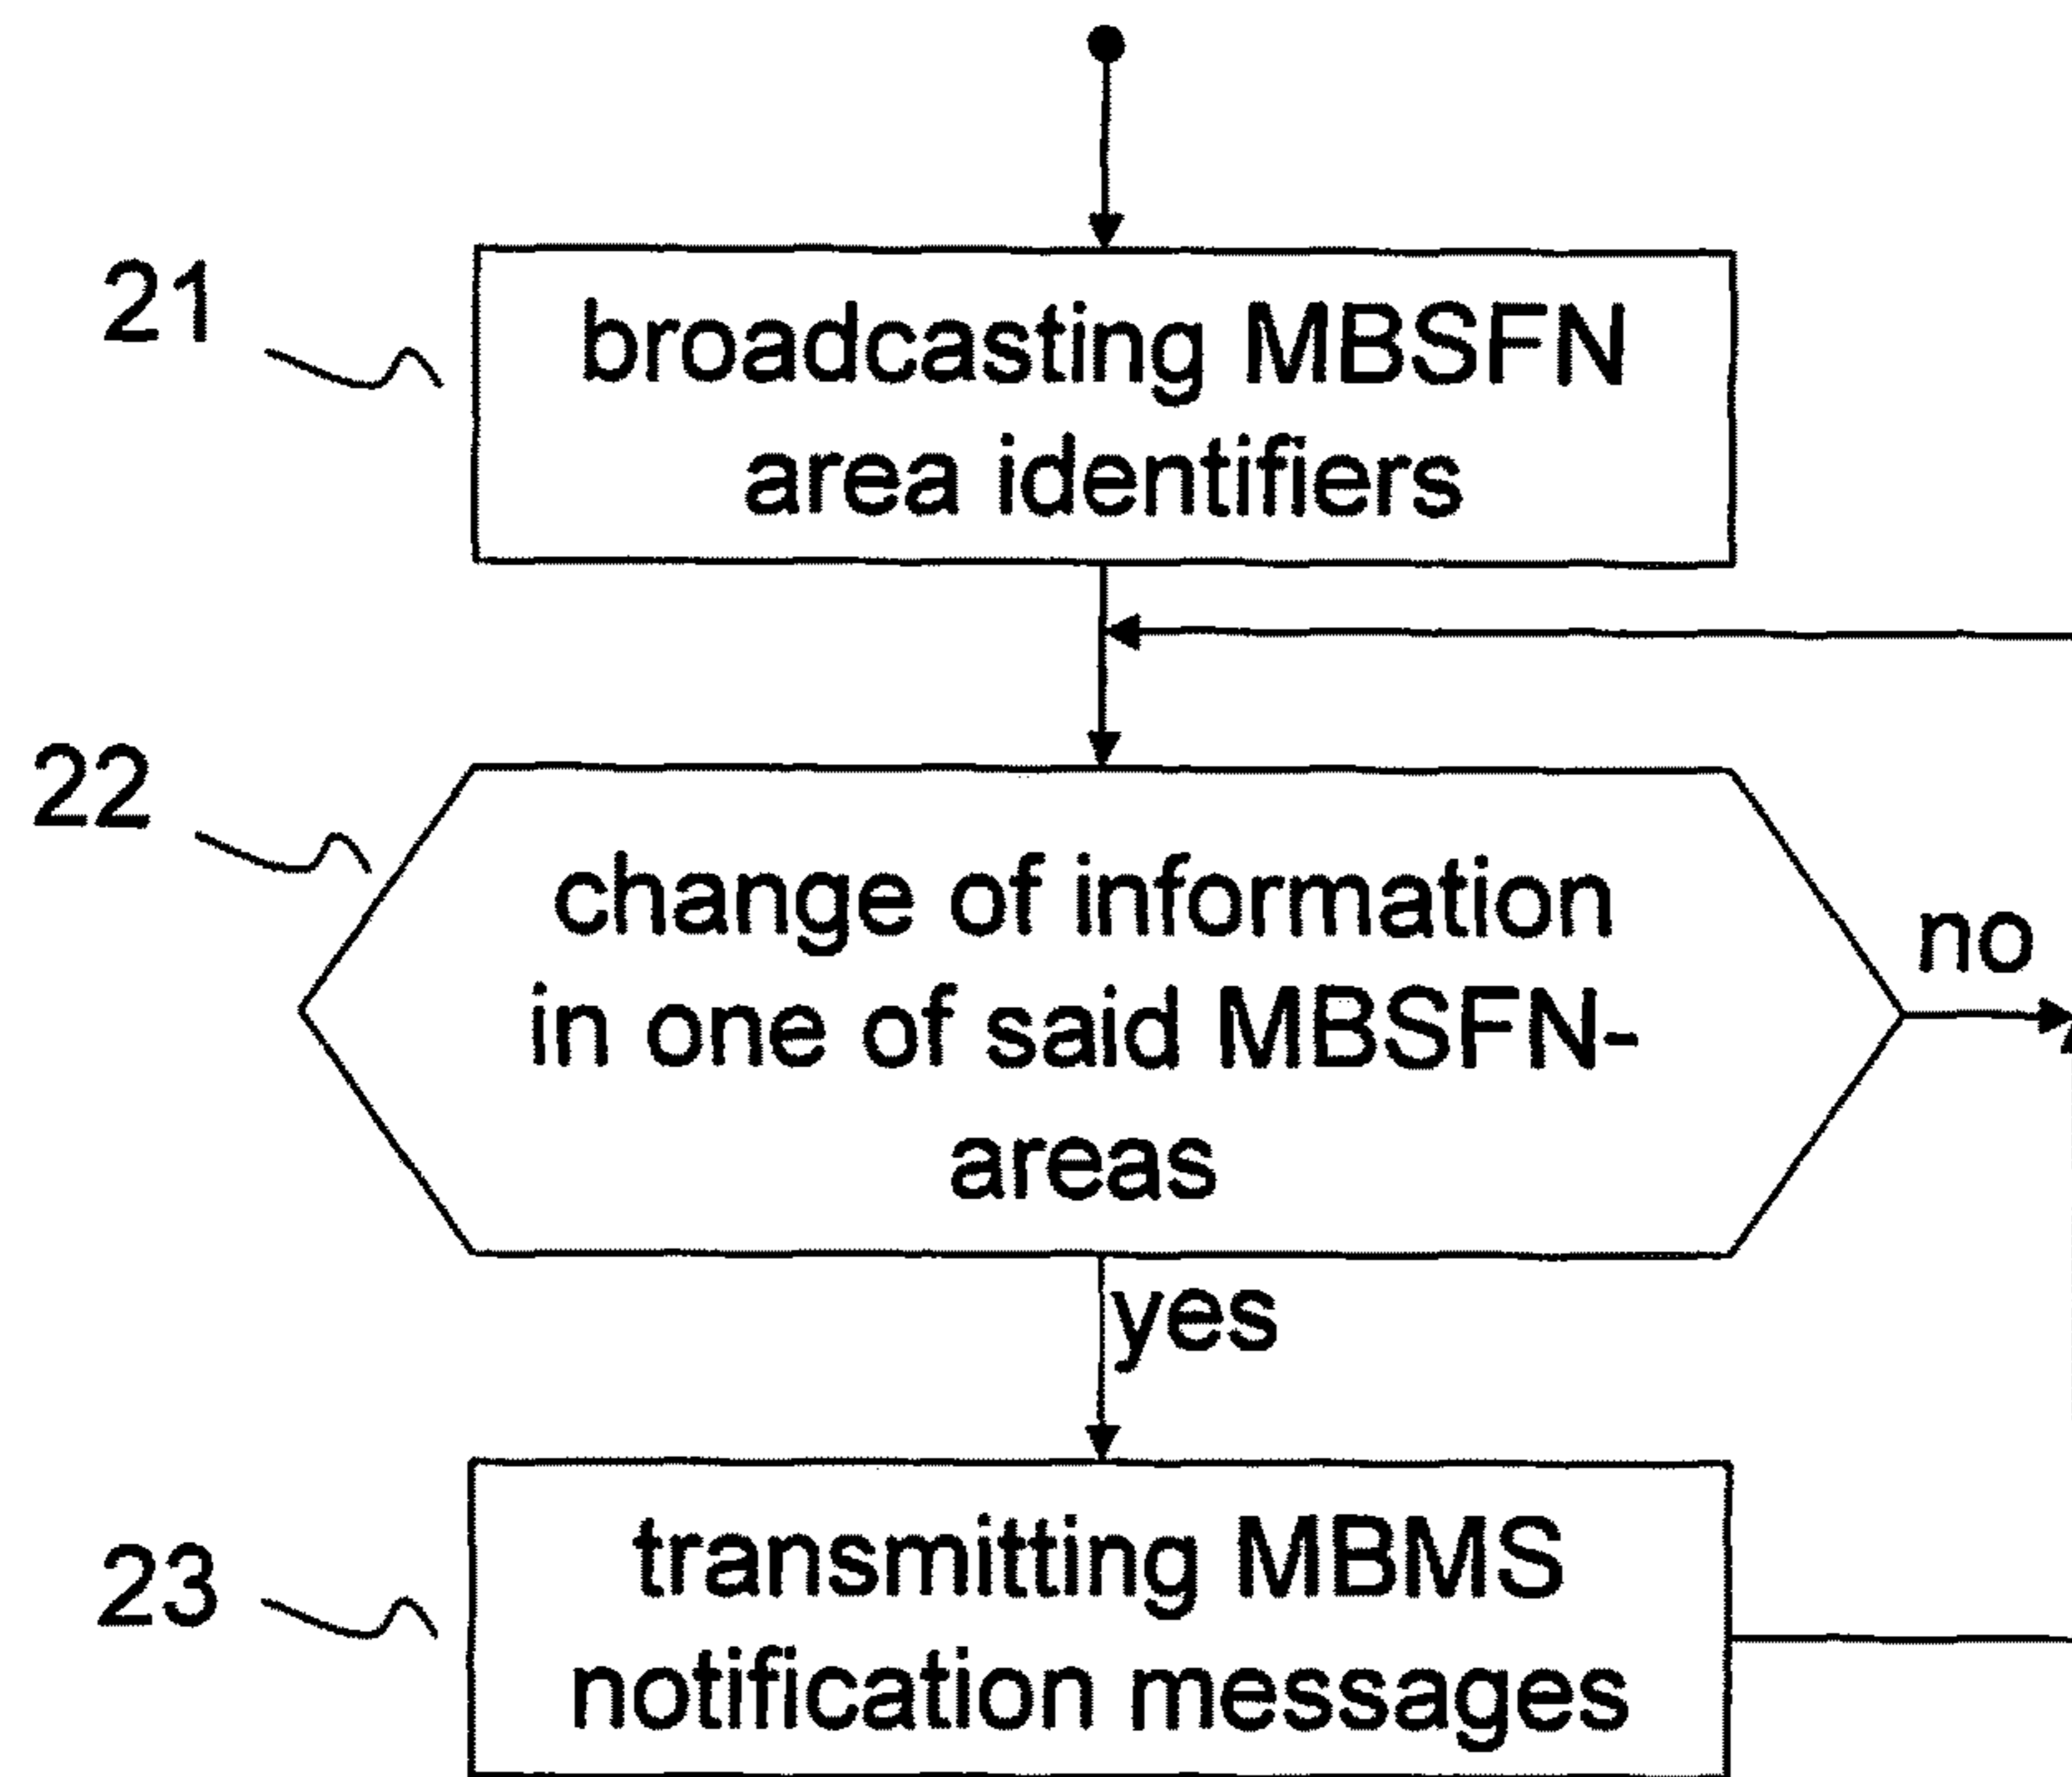 21
broadcasting MBSFN
area identifiers
22
change of information
in one of said MBSFN-
areas
no
yes
23
transmitting MBMS
notification messages